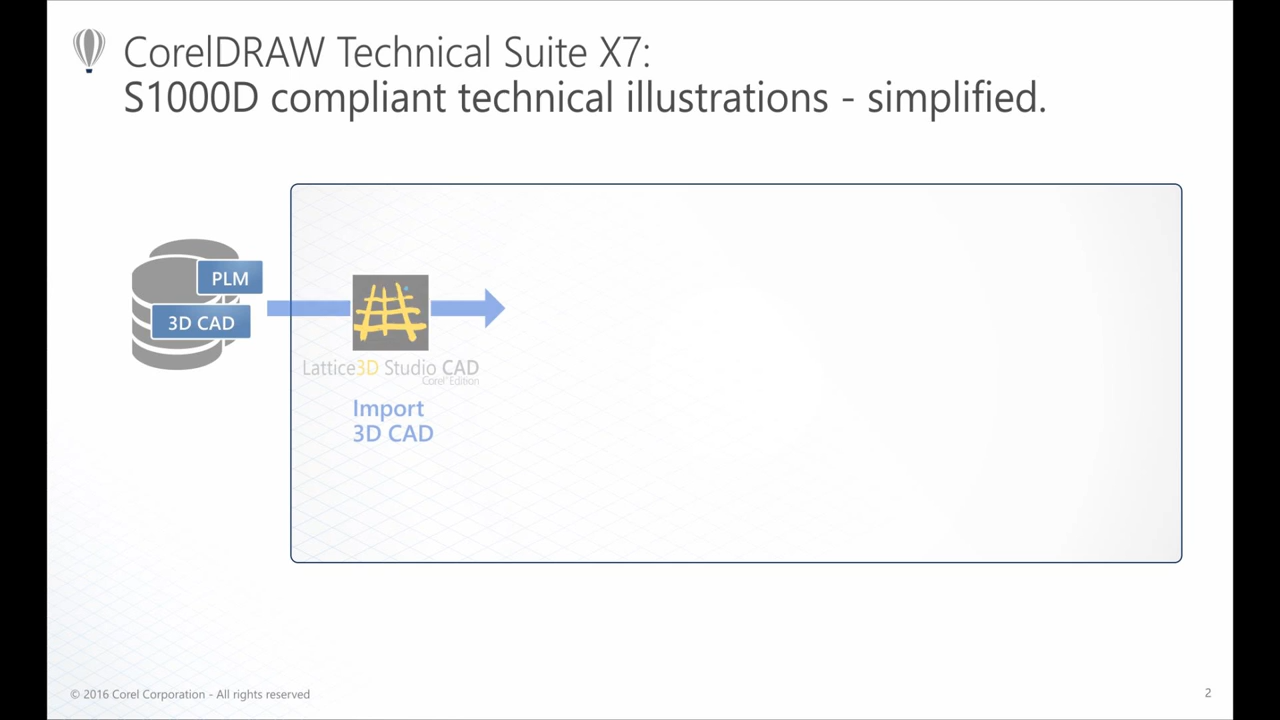 CorelDRAW Technical Suite X7:
S1000D compliant technical illustrations - simplified.
PLM
3D CAD
Lattice3D Studio CAD
Corel® Edition
Import
3D CAD
© 2016 Corel Corporation - All rights reserved
2